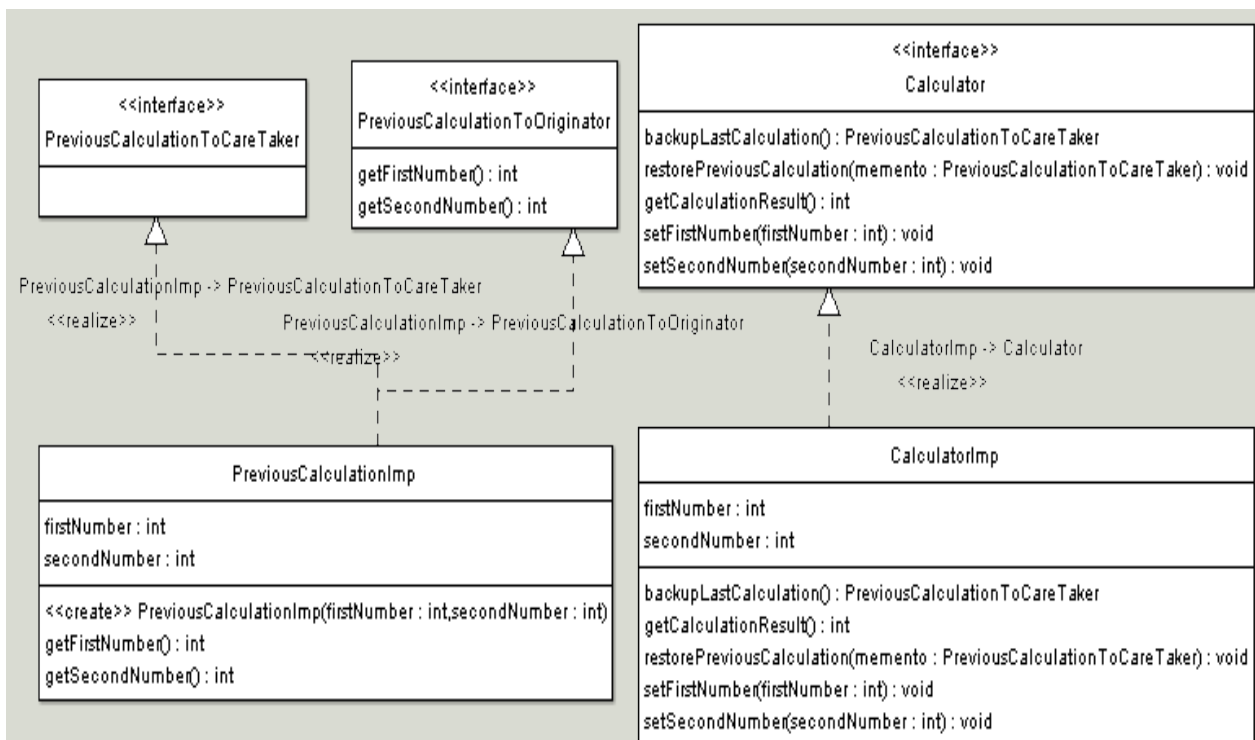 <<interface>>
PreviousCalculationToCareTaker
<<interface>>
PreviousCalculationToOriginator
getFirstNumber() : int
getSecondNumber() : int
<<interface>>
Calculator
backupLastCalculation() : PreviousCalculationToCareTaker
restorePreviousCalculation(memento : PreviousCalculationToCareTaker) : void
getCalculationResult() : int
setFirstNumber(firstNumber : int) : void
setSecondNumber(secondNumber : int) : void
PreviousCalculationImp -> PreviousCalculationToCareTaker
<<realize>>
PreviousCalculationImp -> PreviousCalculationToOriginator
<<realize>>
CalculatorImp -> Calculator
<<realize>>
PreviousCalculationImp
firstNumber : int
secondNumber : int
<<create>> PreviousCalculationImp(firstNumber : int,secondNumber : int)
getFirstNumber() : int
getSecondNumber() : int
CalculatorImp
firstNumber : int
secondNumber : int
backupLastCalculation() : PreviousCalculationToCareTaker
getCalculationResult() : int
restorePreviousCalculation(memento : PreviousCalculationToCareTaker) : void
setFirstNumber(firstNumber : int) : void
setSecondNumber(secondNumber : int) : void